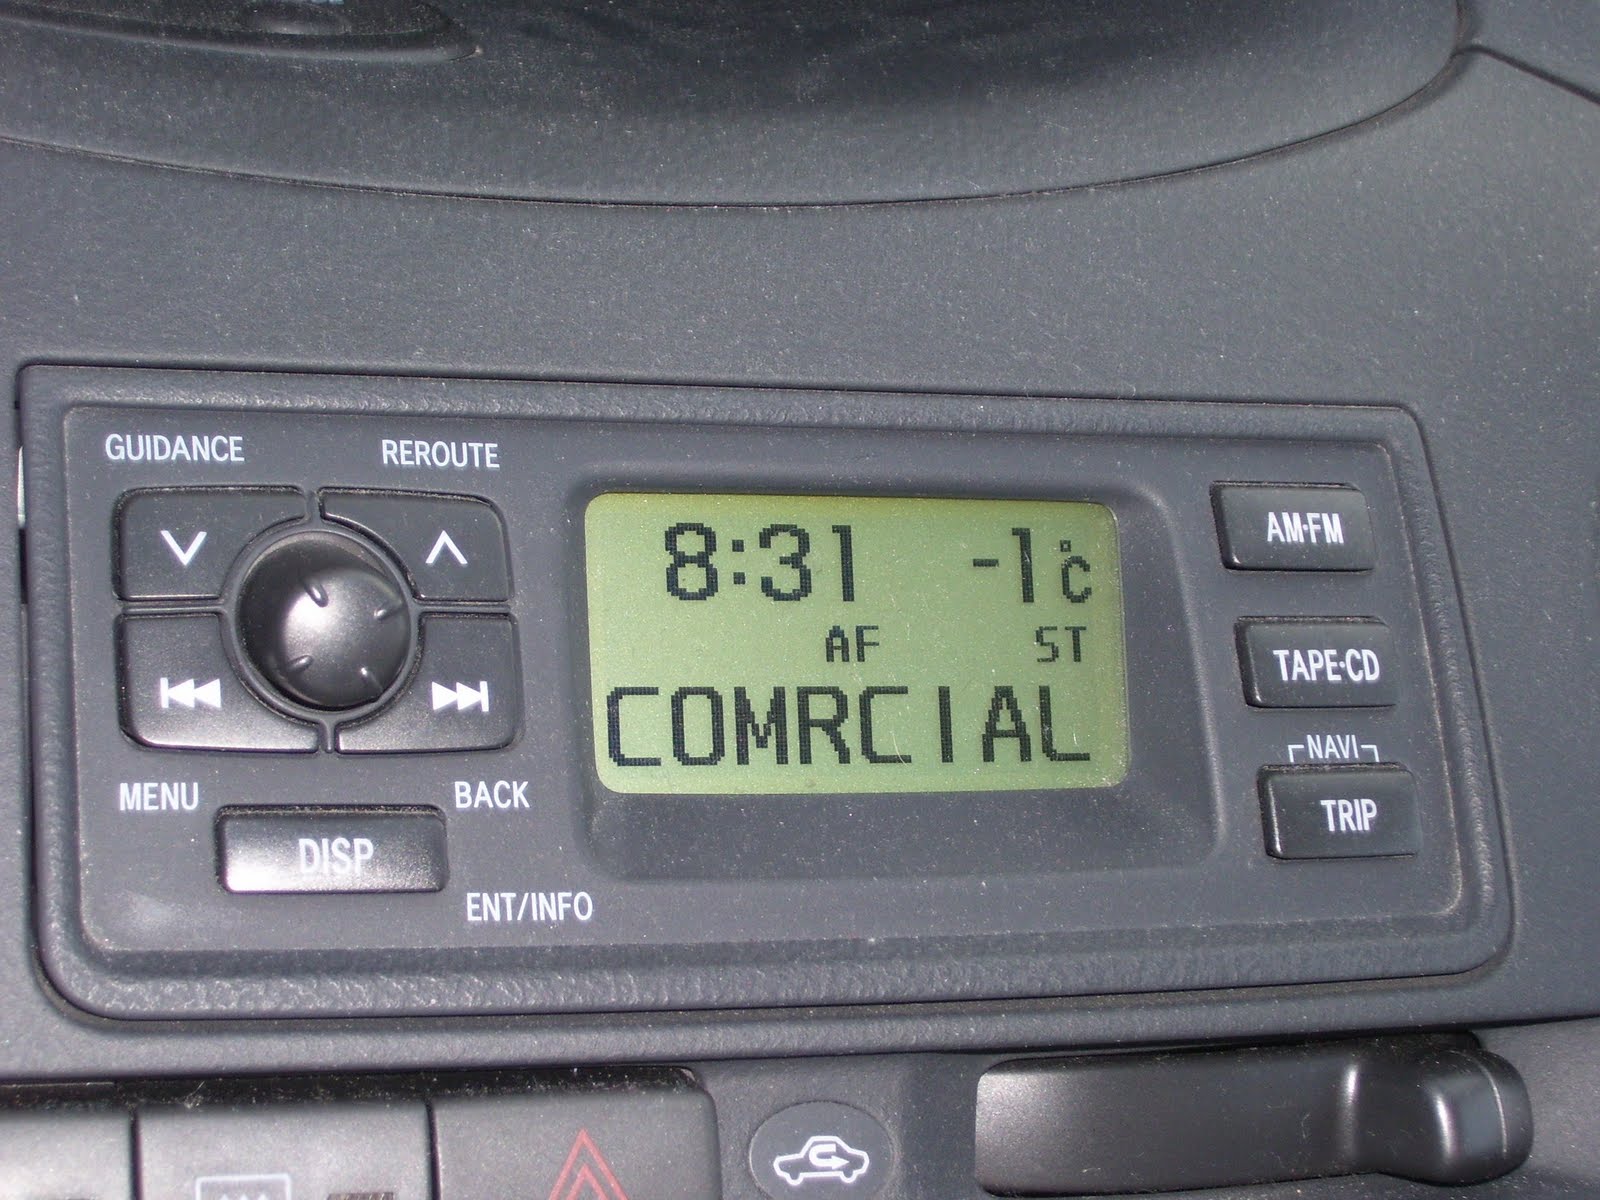 GUIDANCE REROUTE
8:31 -1°C
AM·FM
AF ST
TAPE·CD
COMRCIAL
NAVI
MENU BACK
TRIP
DISP
ENT/INFO